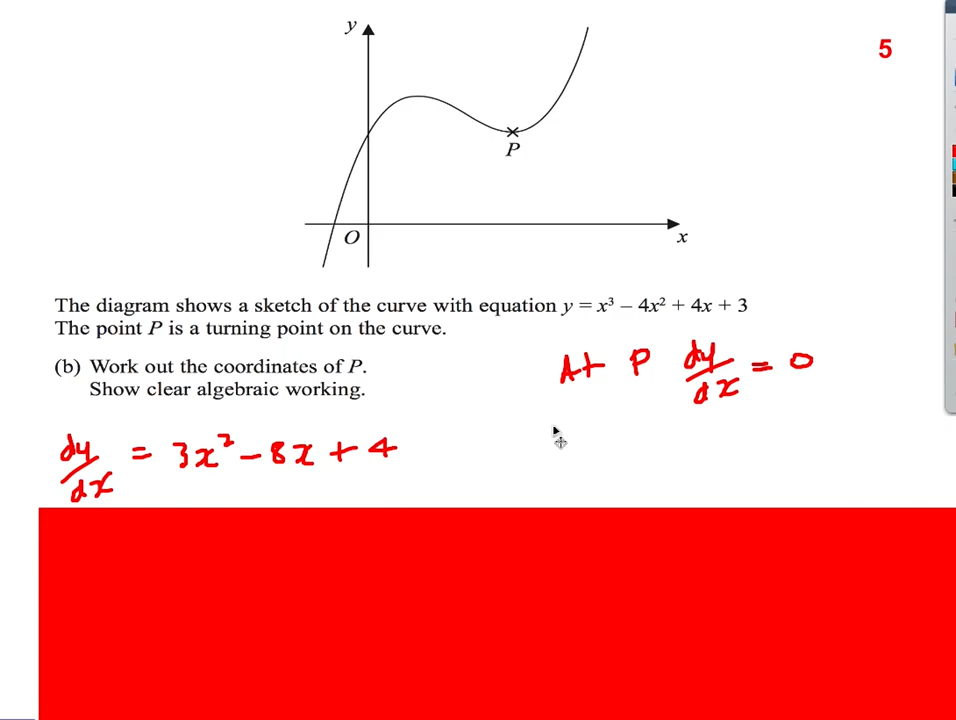 y
5
P
O
x
The diagram shows a sketch of the curve with equation y = x³ – 4x² + 4x + 3
The point P is a turning point on the curve.
(b) Work out the coordinates of P.
Show clear algebraic working.
At P dy/dx = 0
dy/dx = 3x² - 8x + 4